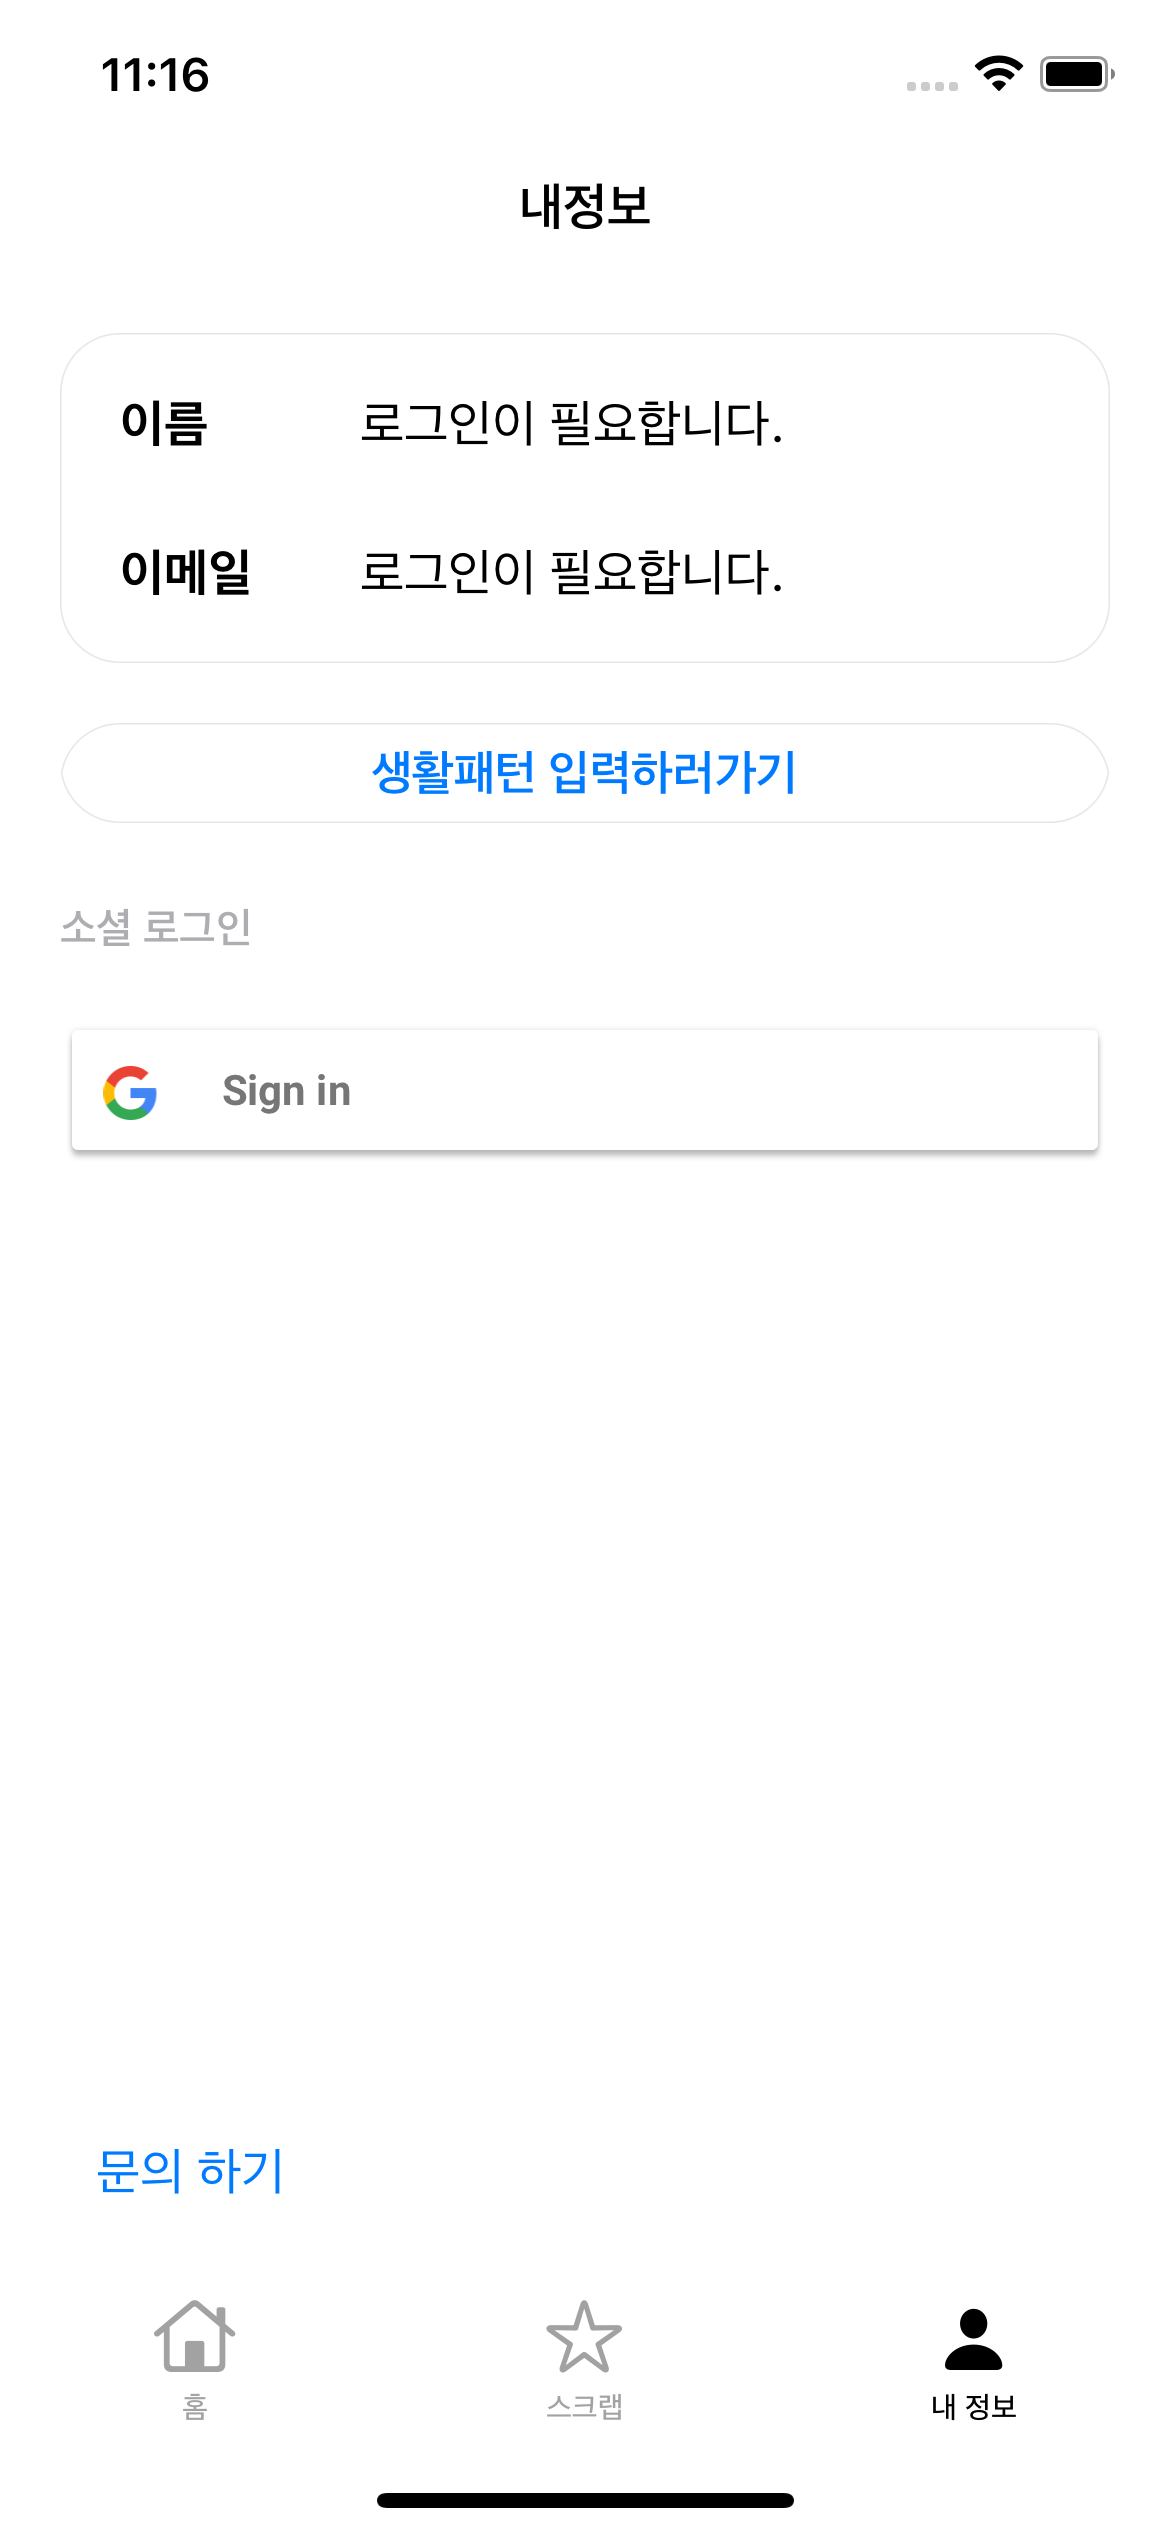 11:16
내정보
이름 로그인이 필요합니다.
이메일 로그인이 필요합니다.
생활패턴 입력하러가기
소셜 로그인
Sign in
문의 하기
홈 스크랩 내 정보